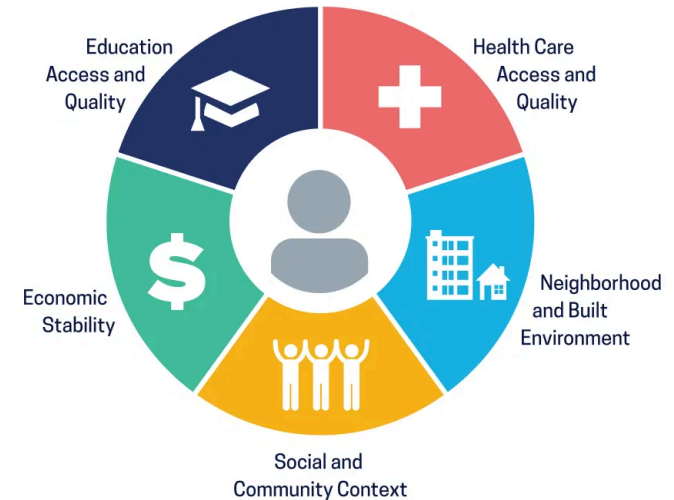 Education
Access and
Quality
Health Care
Access and
Quality
Economic
Stability
$
Neighborhood
and Built
Environment
Social and
Community Context